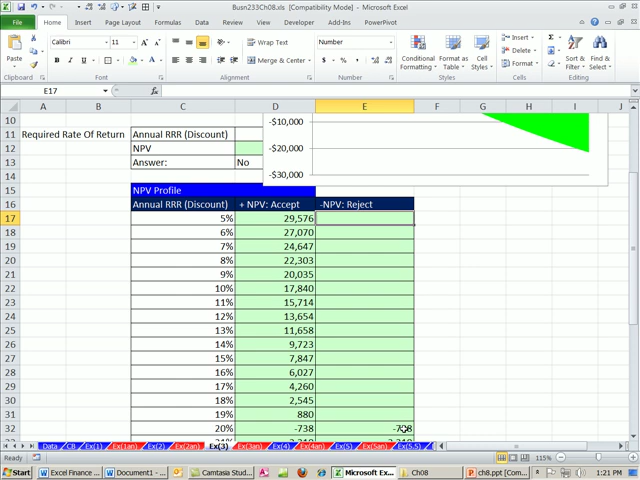 Busn233Ch08.xls [Compatibility Mode] - Microsoft Excel
File Home Insert Page Layout Formulas Data Review View Developer Add-Ins PowerPivot
Paste
Calibri 11
Wrap Text
Merge & Center
Number
Conditional Formatting
Format as Table
Cell Styles
Insert
Delete
Format
Sort & Filter
Find & Select
Clipboard Font Alignment Number Styles Cells Editing
E17 fx
A B C D E F G H I J
10 -$10,000
11 Required Rate Of Return Annual RRR (Discount)
12 NPV -$20,000
13 Answer: No
14 -$30,000
15 NPV Profile
16 Annual RRR (Discount) + NPV: Accept -NPV: Reject
17 5% 29,576
18 6% 27,070
19 7% 24,647
20 8% 22,303
21 9% 20,035
22 10% 17,840
23 11% 15,714
24 12% 13,654
25 13% 11,658
26 14% 9,723
27 15% 7,847
28 16% 6,027
29 17% 4,260
30 18% 2,545
31 19% 880
32 20% -738
Data CB Ex(1) Ex(1an) Ex(2) Ex(2an) Ex(3) Ex(3an) Ex(4) Ex(4an) Ex(5) Ex(5an) Ex(5.5)
Ready 115%
Start Excel Finance ... Document1 - ... Camtasia Stud... Microsoft Ex... Ch08 ch8.ppt [Com... 1:21 PM